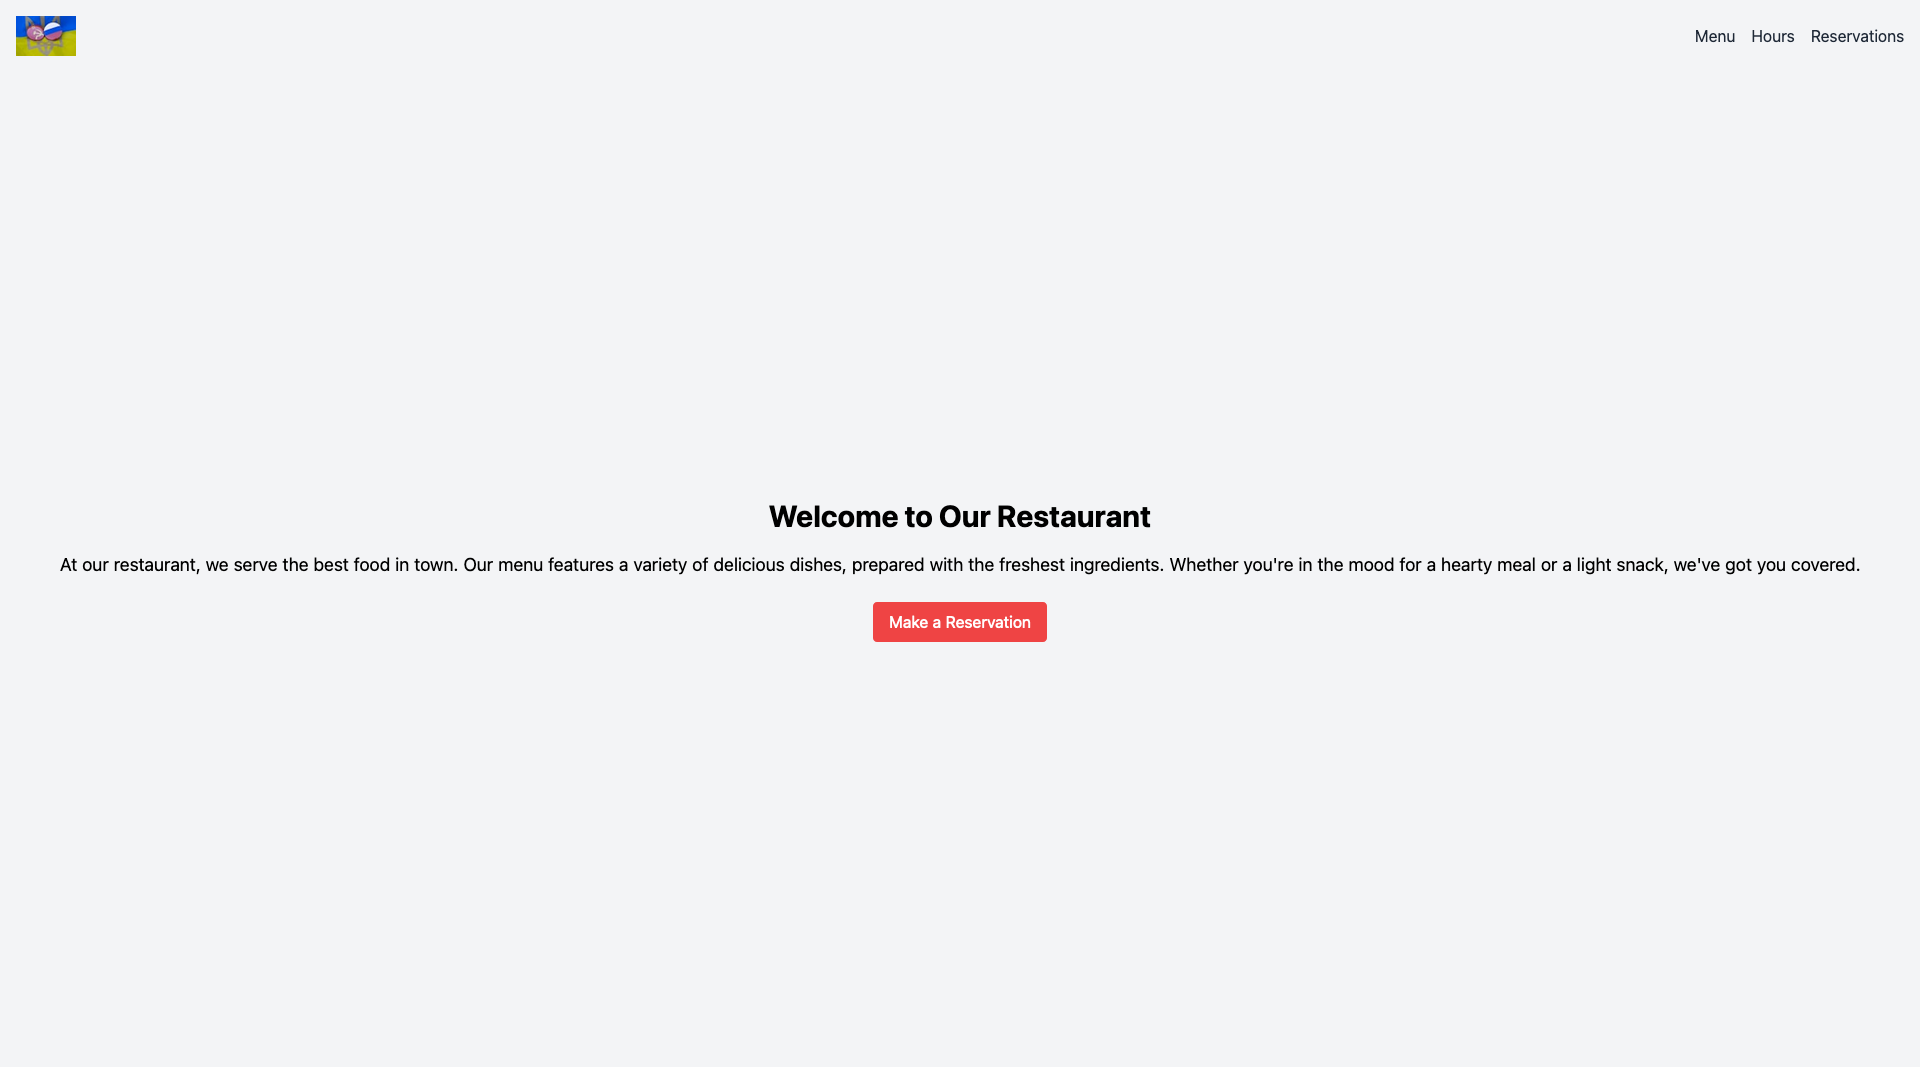 Menu Hours Reservations
Welcome to Our Restaurant
At our restaurant, we serve the best food in town. Our menu features a variety of delicious dishes, prepared with the freshest ingredients. Whether you're in the mood for a hearty meal or a light snack, we've got you covered.
Make a Reservation